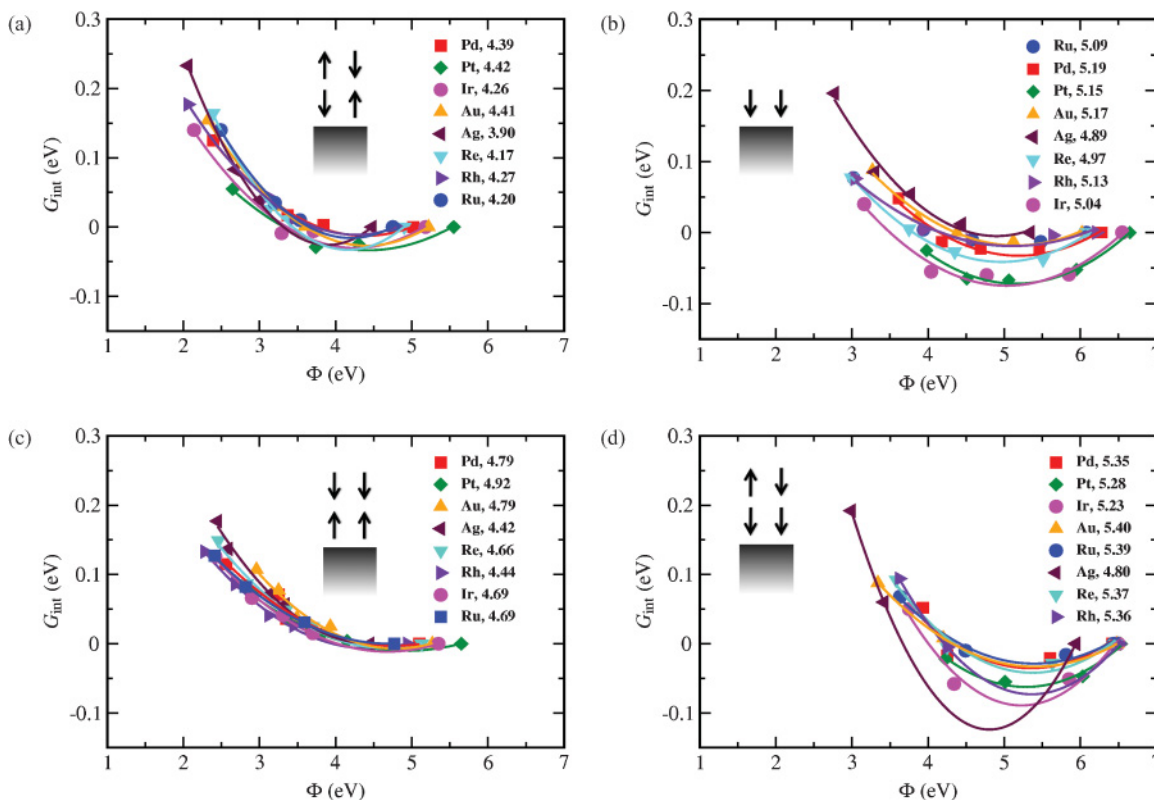 (a)
0.3
0.2
0.1
0
-0.1
G_int (eV)
Pd, 4.39
Pt, 4.42
Ir, 4.26
Au, 4.41
Ag, 3.90
Re, 4.17
Rh, 4.27
Ru, 4.20
1 2 3 4 5 6 7
Φ (eV)
(b)
0.3
0.2
0.1
0
-0.1
G_int (eV)
Ru, 5.09
Pd, 5.19
Pt, 5.15
Au, 5.17
Ag, 4.89
Re, 4.97
Rh, 5.13
Ir, 5.04
1 2 3 4 5 6 7
Φ (eV)
(c)
0.3
0.2
0.1
0
-0.1
G_int (eV)
Pd, 4.79
Pt, 4.92
Au, 4.79
Ag, 4.42
Re, 4.66
Rh, 4.44
Ir, 4.69
Ru, 4.69
1 2 3 4 5 6 7
Φ (eV)
(d)
0.3
0.2
0.1
0
-0.1
G_int (eV)
Pd, 5.35
Pt, 5.28
Ir, 5.23
Au, 5.40
Ru, 5.39
Ag, 4.80
Re, 5.37
Rh, 5.36
1 2 3 4 5 6 7
Φ (eV)